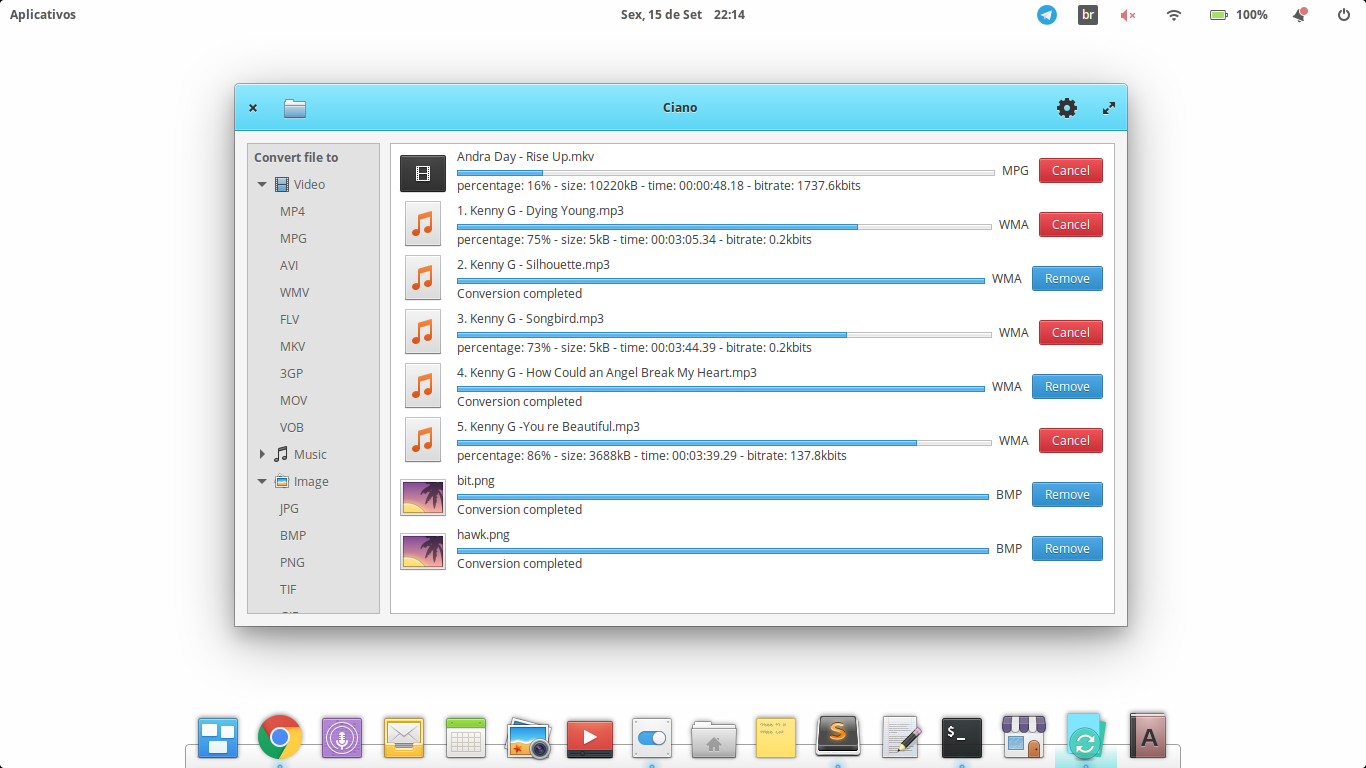 Aplicativos
Sex, 15 de Set 22:14
br
100%
Ciano
Convert file to
Video
MP4
MPG
AVI
WMV
FLV
MKV
3GP
MOV
VOB
Music
Image
JPG
BMP
PNG
TIF
Andra Day - Rise Up.mkv
MPG
Cancel
percentage: 16% - size: 10220kB - time: 00:00:48.18 - bitrate: 1737.6kbits
1. Kenny G - Dying Young.mp3
WMA
Cancel
percentage: 75% - size: 5kB - time: 00:03:05.34 - bitrate: 0.2kbits
2. Kenny G - Silhouette.mp3
WMA
Remove
Conversion completed
3. Kenny G - Songbird.mp3
WMA
Cancel
percentage: 73% - size: 5kB - time: 00:03:44.39 - bitrate: 0.2kbits
4. Kenny G - How Could an Angel Break My Heart.mp3
WMA
Remove
Conversion completed
5. Kenny G -You re Beautiful.mp3
WMA
Cancel
percentage: 86% - size: 3688kB - time: 00:03:39.29 - bitrate: 137.8kbits
bit.png
BMP
Remove
Conversion completed
hawk.png
BMP
Remove
Conversion completed
S
$_
A